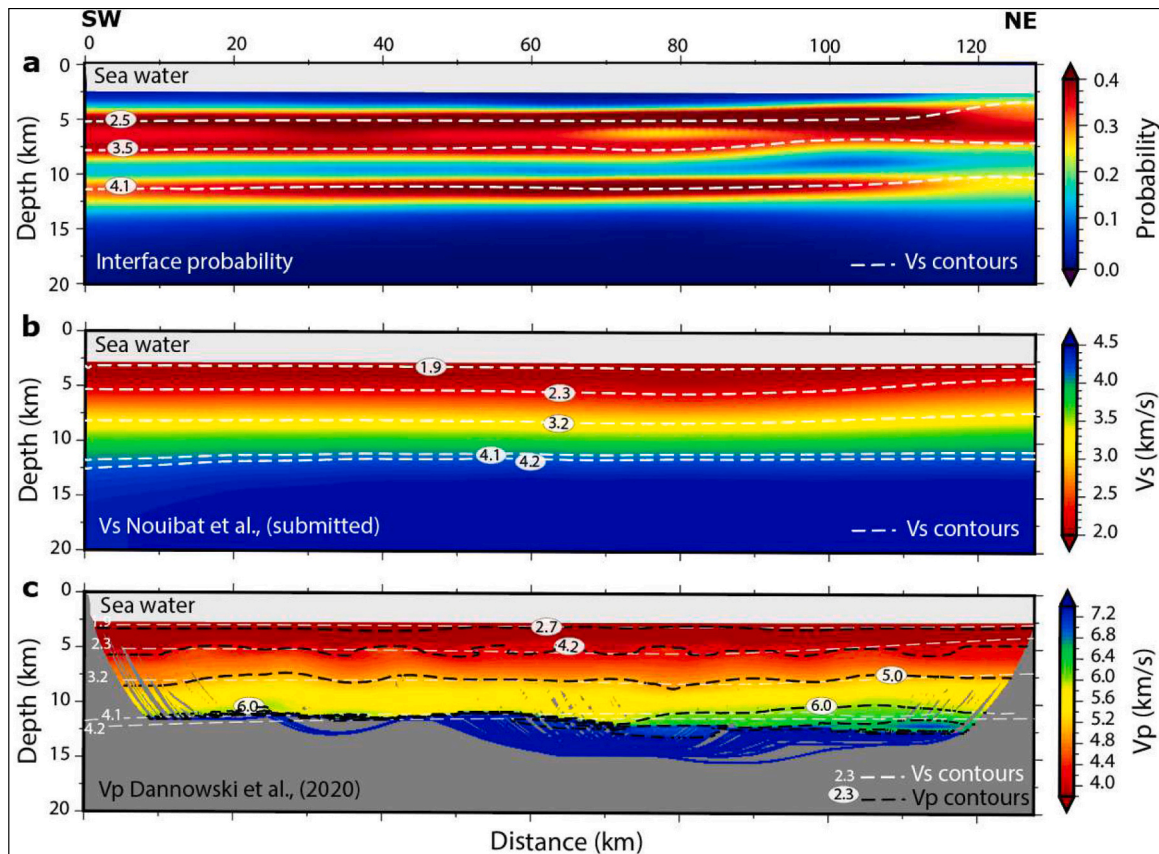 SW NE
0 20 40 60 80 100 120
a
Sea water
0
5
10
15
20
Depth (km)
2.5
3.5
4.1
Interface probability
Vs contours
0.4
0.3
0.2
0.1
0.0
Probability
b
Sea water
0
5
10
15
20
Depth (km)
1.9
2.3
3.2
4.1
4.2
Vs Nouibat et al., (submitted)
Vs contours
4.5
4.0
3.5
3.0
2.5
2.0
Vs (km/s)
c
Sea water
0
5
10
15
20
Depth (km)
2.3
3.2
4.1
4.2
2.7
4.2
5.0
6.0
6.0
Vp Dannowski et al., (2020)
2.3 Vs contours
2.3 Vp contours
7.2
6.8
6.4
6.0
5.6
5.2
4.8
4.4
4.0
Vp (km/s)
Distance (km)